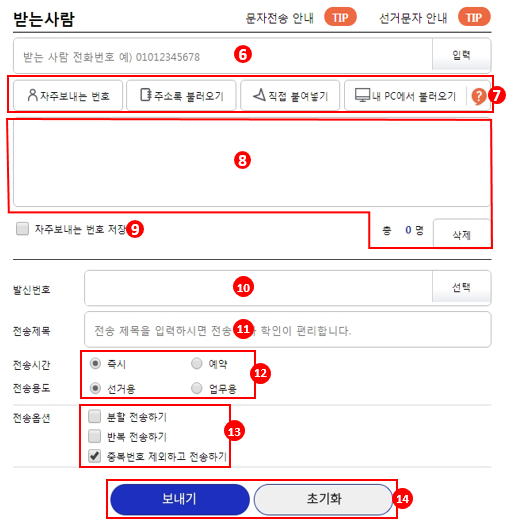 받는사람 문자전송 안내 TIP 선거문자 안내 TIP
받는 사람 전화번호 예) 01012345678 6 입력
자주보내는 번호 주소록 불러오기 직접 붙여넣기 내 PC에서 불러오기 ? 7
8
자주보내는 번호 저장 9 총 0 명 삭제
발신번호 10 선택
전송제목 전송 제목을 입력하시면 전송 11 확인이 편리합니다.
전송시간 즉시 예약
12
전송용도 선거용 업무용
전송옵션 분할 전송하기
반복 전송하기 13
중복번호 제외하고 전송하기
보내기 초기화 14